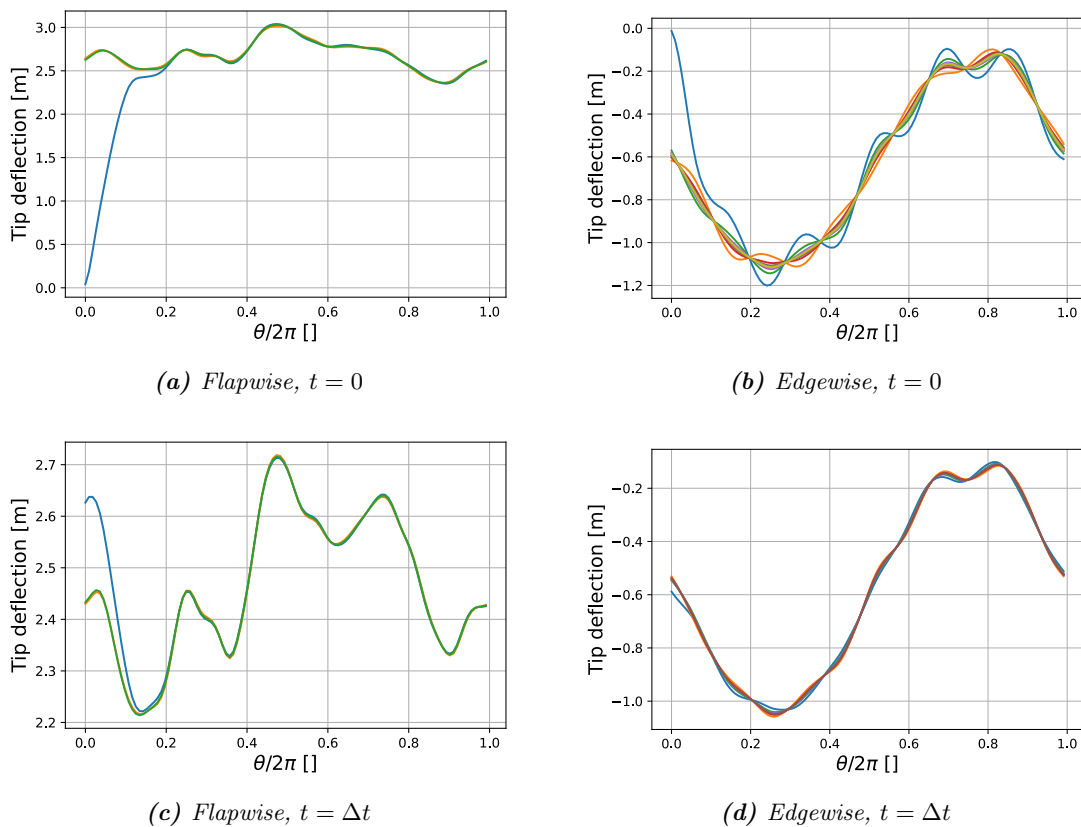 3.0
2.5
2.0
1.5
1.0
0.5
0.0
Tip deflection [m]
0.0 0.2 0.4 0.6 0.8 1.0
θ/2π []
(a) Flapwise, t = 0
0.0
−0.2
−0.4
−0.6
−0.8
−1.0
−1.2
Tip deflection [m]
0.0 0.2 0.4 0.6 0.8 1.0
θ/2π []
(b) Edgewise, t = 0
2.7
2.6
2.5
2.4
2.3
2.2
Tip deflection [m]
0.0 0.2 0.4 0.6 0.8 1.0
θ/2π []
(c) Flapwise, t = Δt
−0.2
−0.4
−0.6
−0.8
−1.0
Tip deflection [m]
0.0 0.2 0.4 0.6 0.8 1.0
θ/2π []
(d) Edgewise, t = Δt